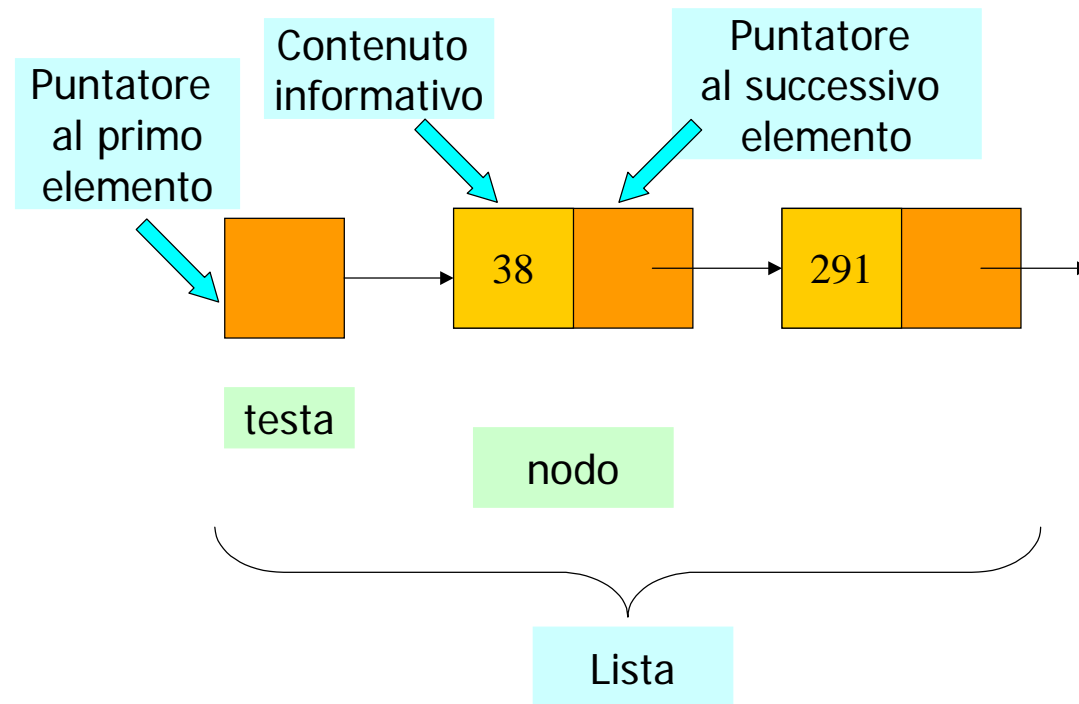 Puntatore
al primo
elemento
Contenuto
informativo
Puntatore
al successivo
elemento
38
291
testa
nodo
Lista